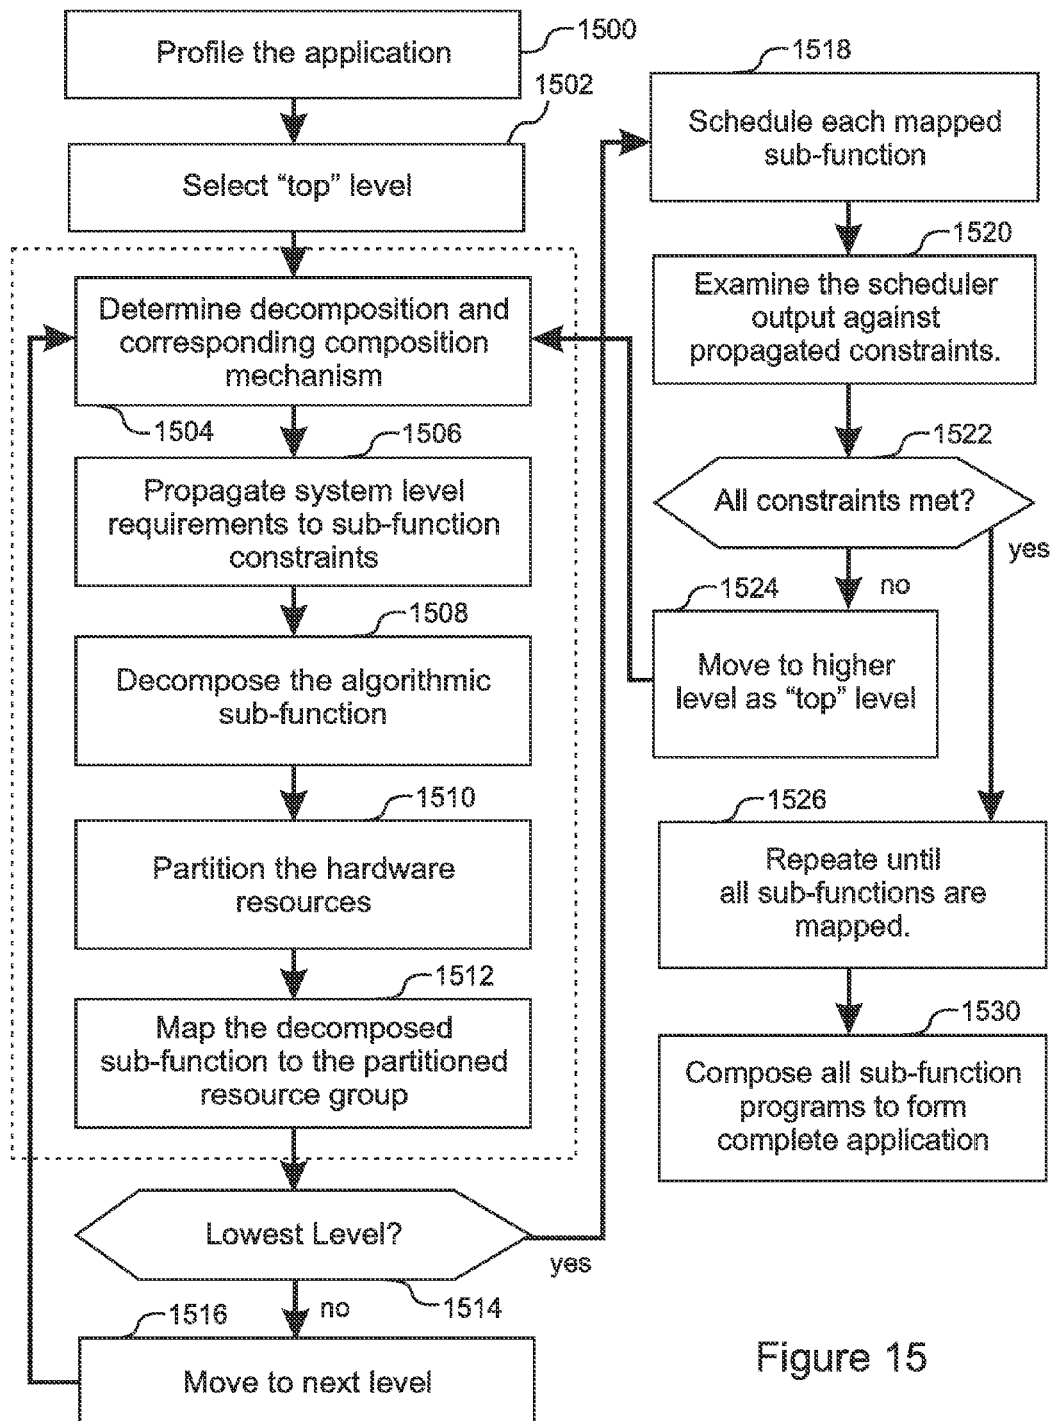 Profile the application
1500
1502
Select “top” level
Determine decomposition and
corresponding composition
mechanism
1504
1506
Propagate system level
requirements to sub-function
constraints
1508
Decompose the algorithmic
sub-function
1510
Partition the hardware
resources
1512
Map the decomposed
sub-function to the partitioned
resource group
Lowest Level?
yes
1514
no
1516
Move to next level
1518
Schedule each mapped
sub-function
1520
Examine the scheduler
output against
propagated constraints.
1522
All constraints met?
yes
no
1524
Move to higher
level as “top” level
1526
Repeat until
all sub-functions are
mapped.
1530
Compose all sub-function
programs to form
complete application
Figure 15